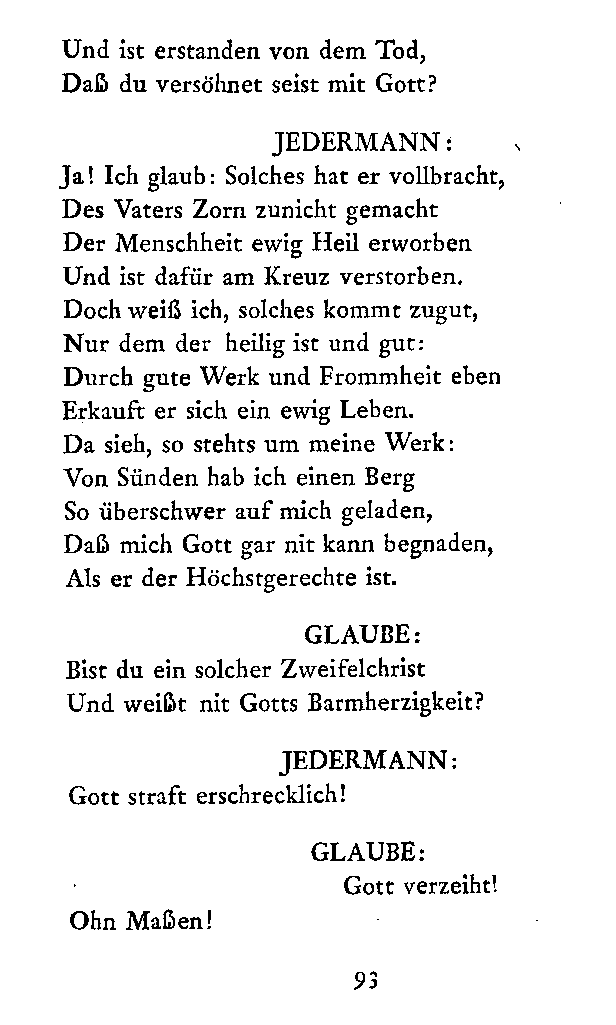 Und ist erstanden von dem Tod,
Daß du versöhnet seist mit Gott?
JEDERMANN:
Ja! Ich glaub: Solches hat er vollbracht,
Des Vaters Zorn zunicht gemacht
Der Menschheit ewig Heil erworben
Und ist dafür am Kreuz verstorben.
Doch weiß ich, solches kommt zugut,
Nur dem der heilig ist und gut:
Durch gute Werk und Frommheit eben
Erkauft er sich ein ewig Leben.
Da sieh, so stehts um meine Werk:
Von Sünden hab ich einen Berg
So überschwer auf mich geladen,
Daß mich Gott gar nit kann begnaden,
Als er der Höchstgerechte ist.
GLAUBE:
Bist du ein solcher Zweifelchrist
Und weißt nit Gotts Barmherzigkeit?
JEDERMANN:
Gott straft erschrecklich!
GLAUBE:
Gott verzeiht!
Ohn Maßen!
93